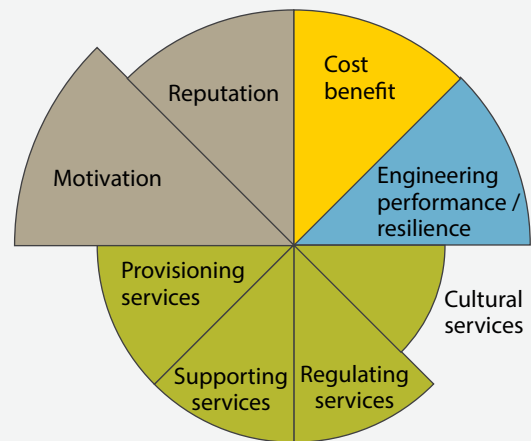 Cost
benefit
Reputation
Motivation
Engineering
performance /
resilience
Provisioning
services
Cultural
services
Supporting
services
Regulating
services